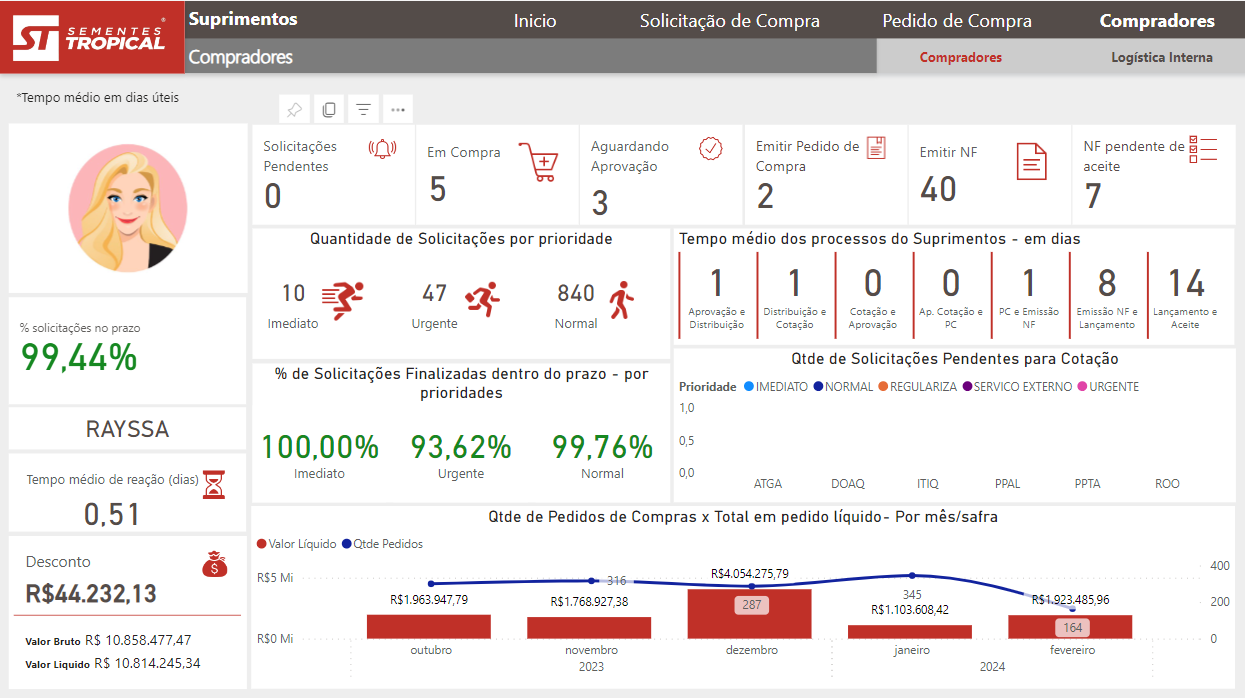 ST SEMENTES TROPICAL ®
Suprimentos
Inicio
Solicitação de Compra
Pedido de Compra
Compradores
Compradores
Compradores
Logística Interna
*Tempo médio em dias úteis
Solicitações
Pendentes
0
Em Compra
5
Aguardando
Aprovação
3
Emitir Pedido de
Compra
2
Emitir NF
40
NF pendente de
aceite
7
% solicitações no prazo
99,44%
RAYSSA
Tempo médio de reação (dias)
0,51
Desconto
R$44.232,13
Valor Bruto R$ 10.858.477,47
Valor Liquido R$ 10.814.245,34
Quantidade de Solicitações por prioridade
10
Imediato
47
Urgente
840
Normal
% de Solicitações Finalizadas dentro do prazo - por
prioridades
100,00%
Imediato
93,62%
Urgente
99,76%
Normal
Tempo médio dos processos do Suprimentos - em dias
1
Aprovação e
Distribuição
1
Distribuição e
Cotação
0
Cotação e
Aprovação
0
Ap. Cotação e
PC
1
PC e Emissão
NF
8
Emissão NF e
Lançamento
14
Lançamento e
Aceite
Qtde de Solicitações Pendentes para Cotação
Prioridade IMEDIATO NORMAL REGULARIZA SERVICO EXTERNO URGENTE
1,0
0,5
0,0
ATGA DOAQ ITIQ PPAL PPTA ROO
Qtde de Pedidos de Compras x Total em pedido líquido- Por mês/safra
Valor Líquido Qtde Pedidos
R$5 Mi
R$0 Mi
400
200
0
R$1.963.947,79
316
R$1.768.927,38
R$4.054.275,79
287
345
R$1.103.608,42
R$1.923.485,96
164
outubro novembro dezembro janeiro fevereiro
2023 2024